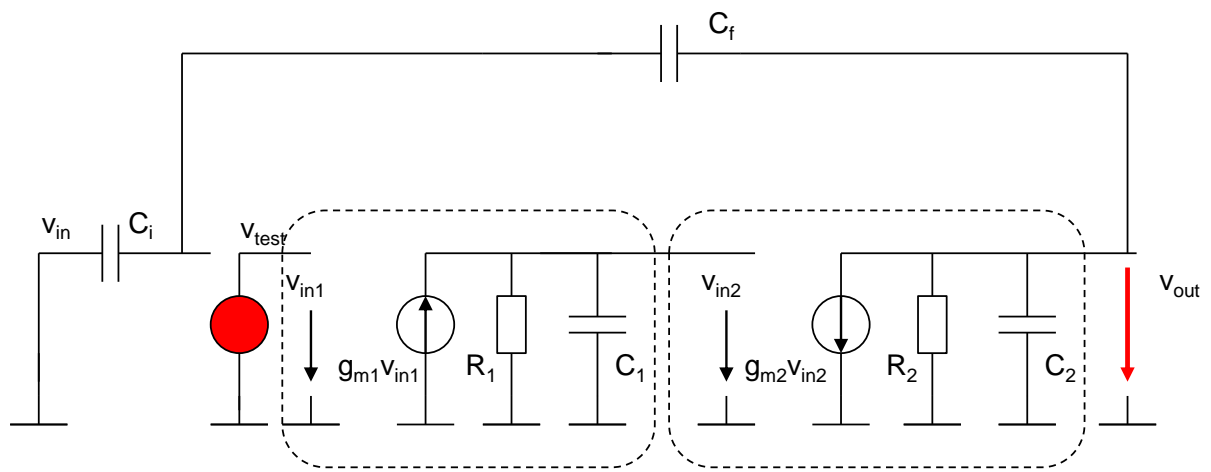 C_f
v_in
C_i
v_test
v_in1
g_m1v_in1
R_1
C_1
v_in2
g_m2v_in2
R_2
C_2
v_out